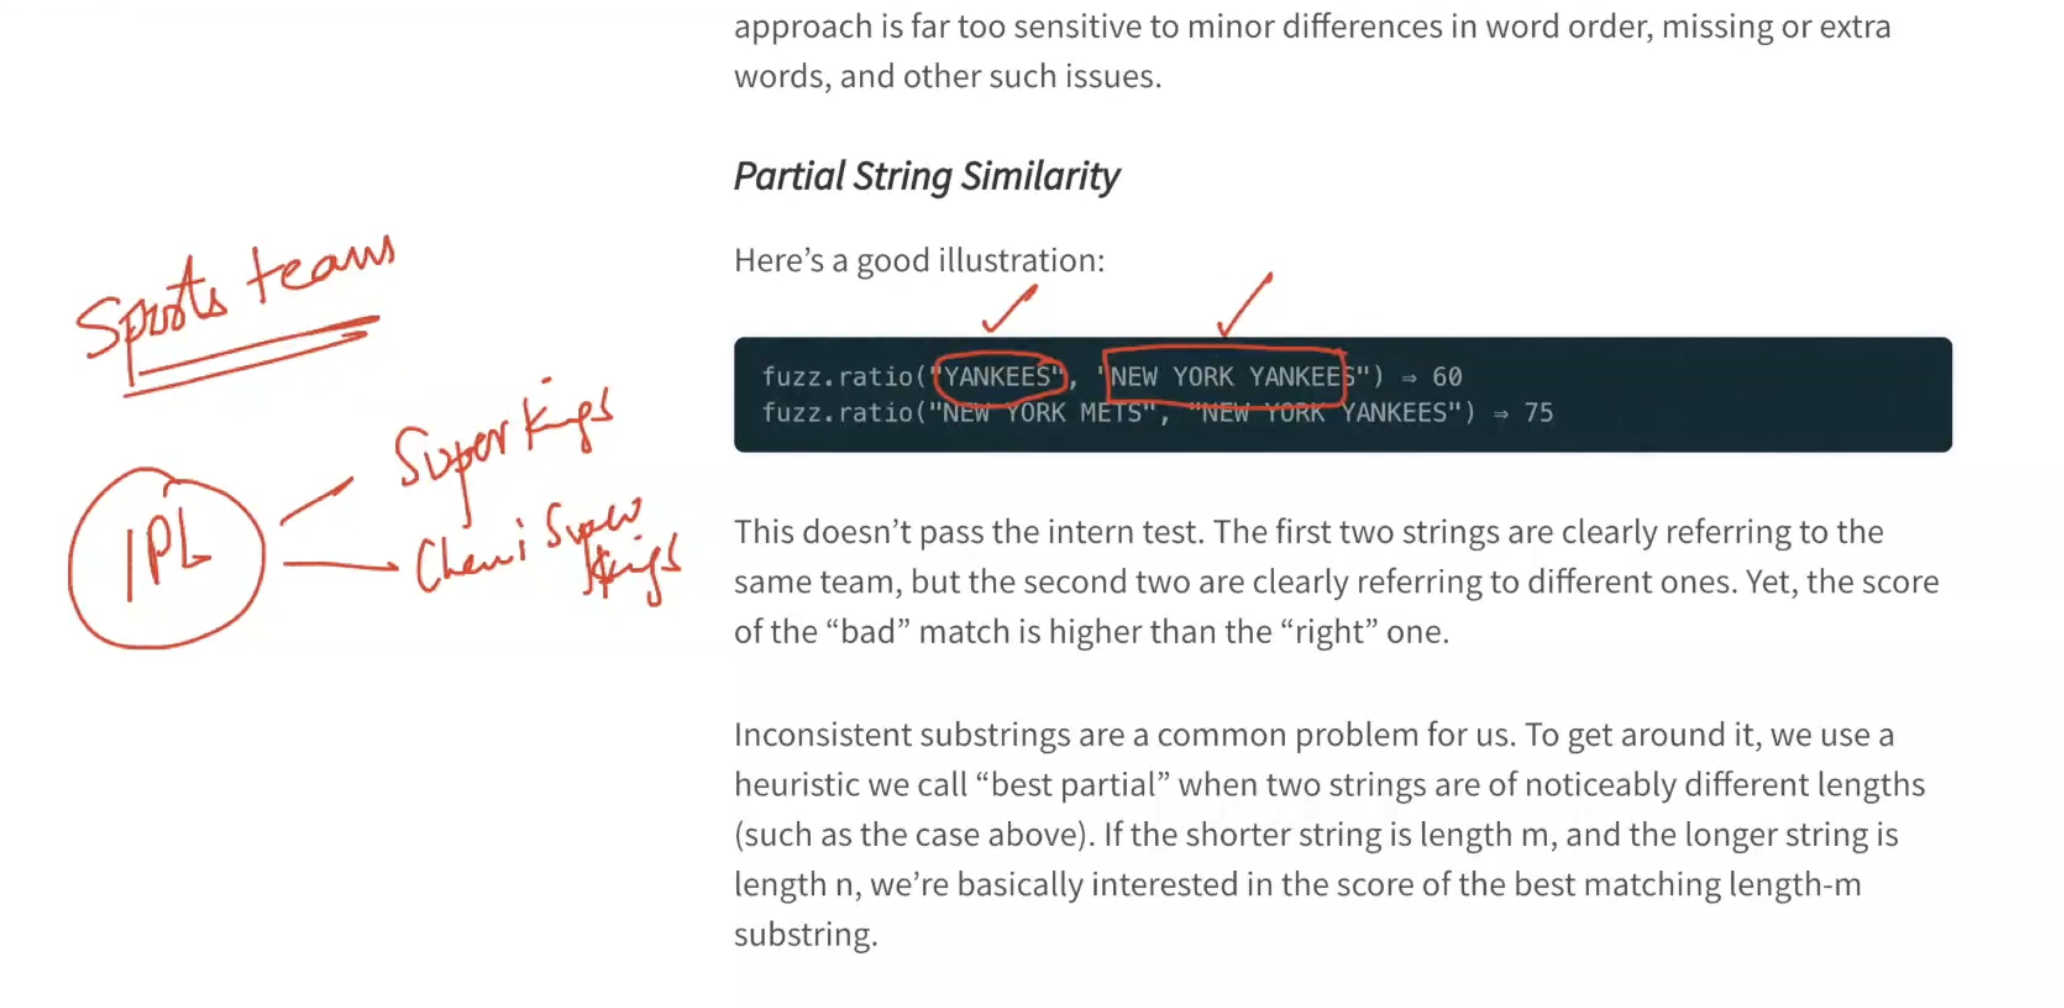 approach is far too sensitive to minor differences in word order, missing or extra
words, and other such issues.
Partial String Similarity
Here’s a good illustration:
fuzz.ratio("YANKEES", "NEW YORK YANKEES") ⇒ 60
fuzz.ratio("NEW YORK METS", "NEW YORK YANKEES") ⇒ 75
This doesn’t pass the intern test. The first two strings are clearly referring to the
same team, but the second two are clearly referring to different ones. Yet, the score
of the “bad” match is higher than the “right” one.
Inconsistent substrings are a common problem for us. To get around it, we use a
heuristic we call “best partial” when two strings are of noticeably different lengths
(such as the case above). If the shorter string is length m, and the longer string is
length n, we’re basically interested in the score of the best matching length-m
substring.
Sports teams
IPL
Super Kings
Chennai Super
Kings